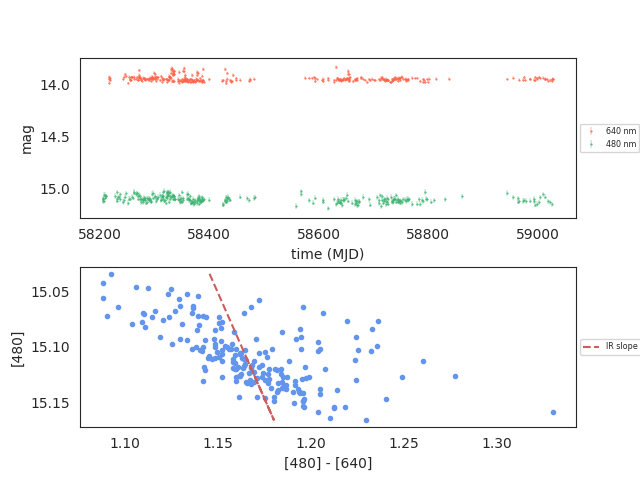 14.0
14.5
15.0
mag
58200 58400 58600 58800 59000
time (MJD)
640 nm
480 nm
15.05
15.10
15.15
[480]
1.10 1.15 1.20 1.25 1.30
[480] - [640]
IR slope